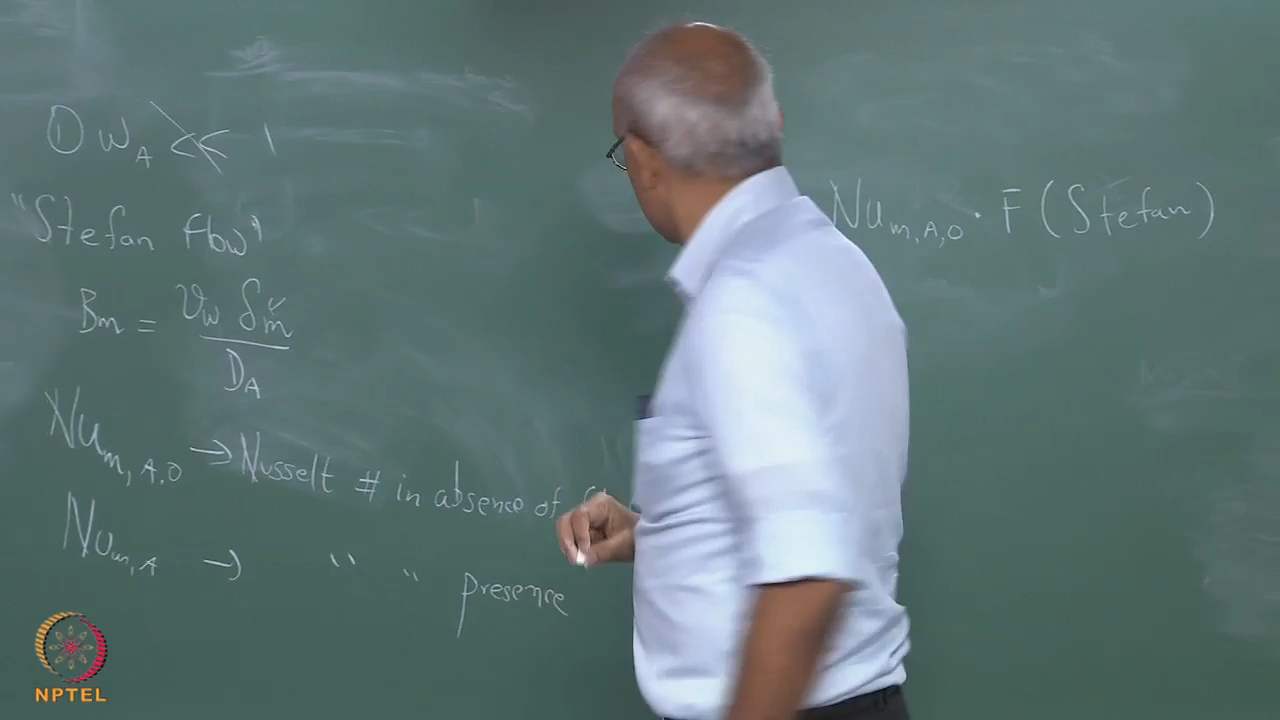 ① w_A << 1
"Stefan flow"
B_m = v_w δ_m / D_A
Nu_m,A,0 → Nusselt # in absence of
Nu_m,A → " " presence
Nu_m,A,0 · F (Stefan)
NPTEL